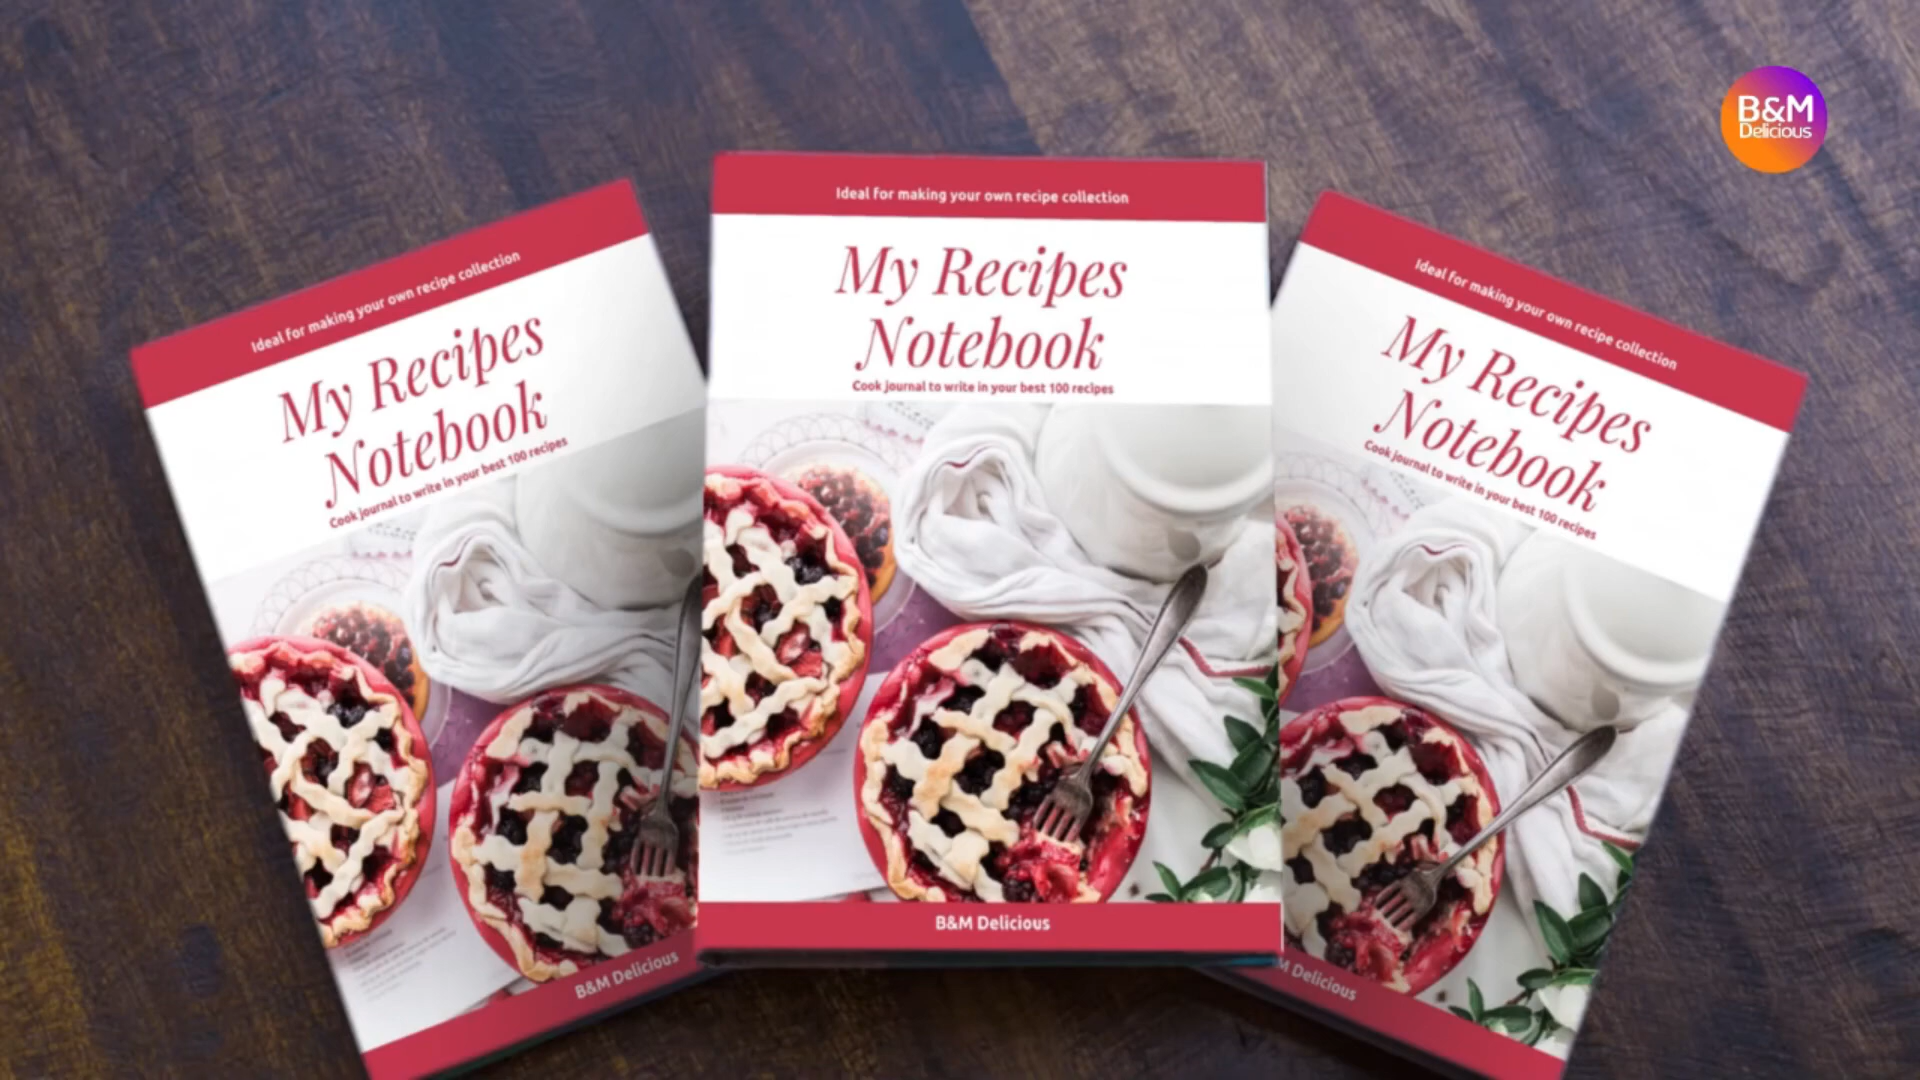 B&M
Delicious
Ideal for making your own recipe collection
My Recipes
Notebook
Cook journal to write in your best 100 recipes
B&M Delicious
Ideal for making your own recipe collection
My Recipes
Notebook
Cook journal to write in your best 100 recipes
B&M Delicious
Ideal for making your own recipe collection
My Recipes
Notebook
Cook journal to write in your best 100 recipes
M Delicious